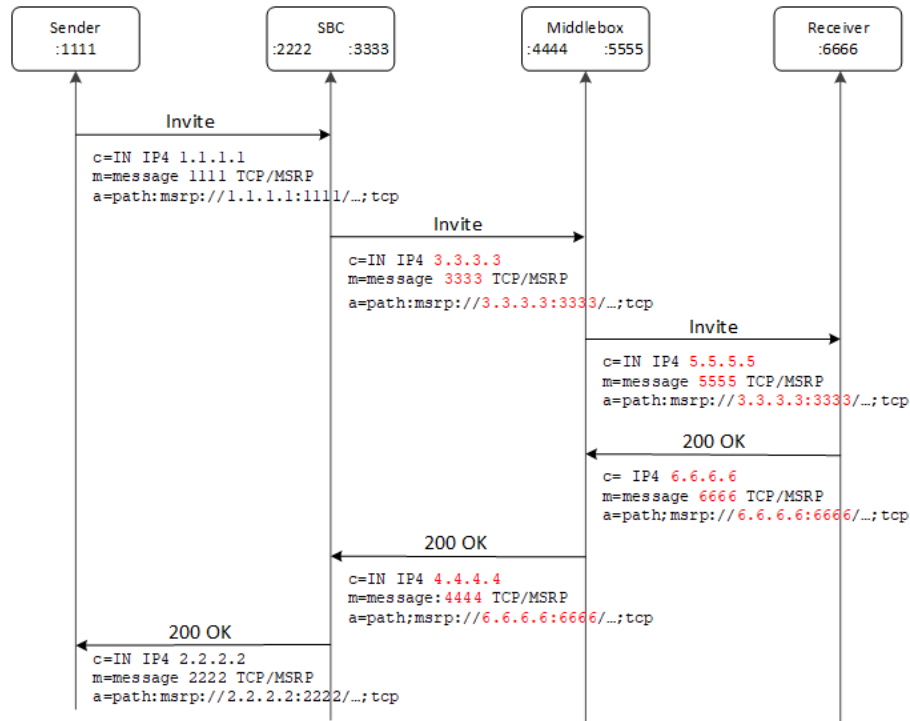 Sender
:1111
SBC
:2222 :3333
Middlebox
:4444 :5555
Receiver
:6666
Invite
c=IN IP4 1.1.1.1
m=message 1111 TCP/MSRP
a=path:msrp://1.1.1.1:1111/…;tcp
Invite
c=IN IP4 3.3.3.3
m=message 3333 TCP/MSRP
a=path:msrp://3.3.3.3:3333/…;tcp
Invite
c=IN IP4 5.5.5.5
m=message 5555 TCP/MSRP
a=path:msrp://3.3.3.3:3333/…;tcp
200 OK
c= IP4 6.6.6.6
m=message 6666 TCP/MSRP
a=path;msrp://6.6.6.6:6666/…;tcp
200 OK
c=IN IP4 4.4.4.4
m=message:4444 TCP/MSRP
a=path;msrp://6.6.6.6:6666/…;tcp
200 OK
c=IN IP4 2.2.2.2
m=message 2222 TCP/MSRP
a=path:msrp://2.2.2.2:2222/…;tcp